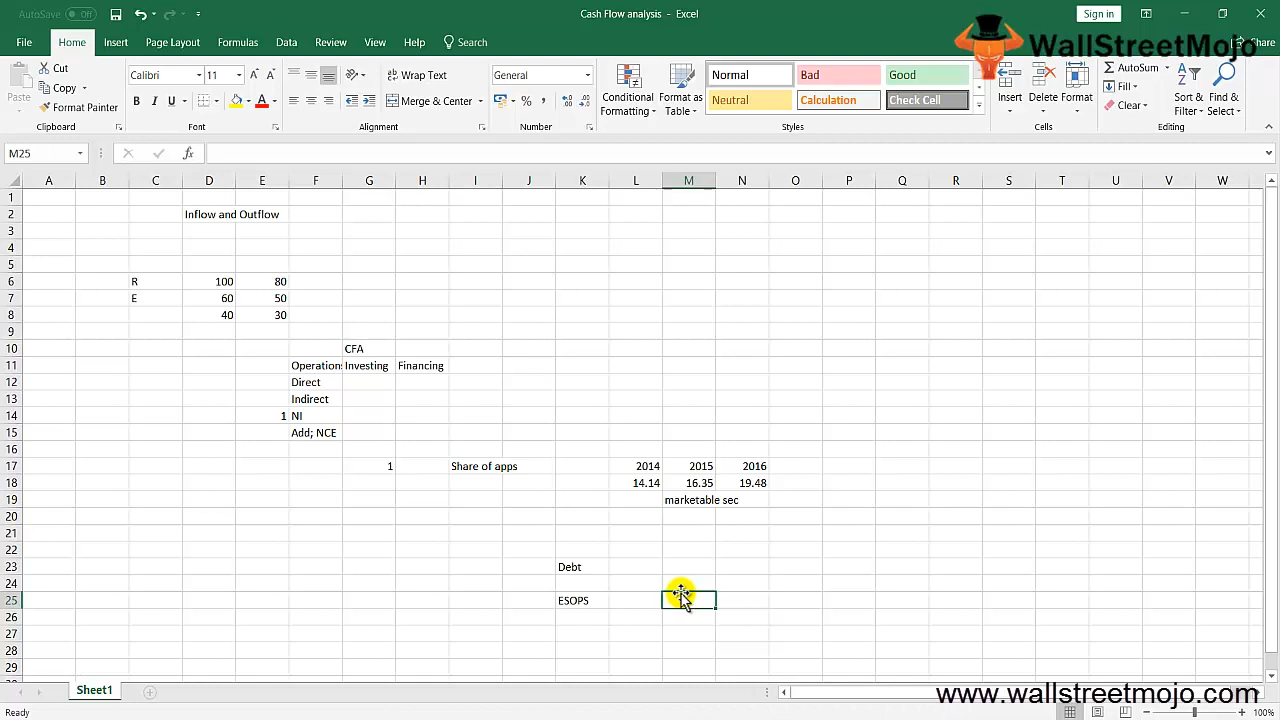 AutoSave Off
Cash Flow analysis - Excel
Sign in
File Home Insert Page Layout Formulas Data Review View Help Search Share
WallStreetMojo
Paste
Cut
Copy
Format Painter
Clipboard
Calibri 11
B I U
Font
Wrap Text
Merge & Center
Alignment
General
Number
Conditional Formatting
Format as Table
Normal Bad Good
Neutral Calculation Check Cell
Styles
Insert Delete Format
Cells
AutoSum
Fill
Clear
Sort & Filter
Find & Select
Editing
M25 fx
A B C D E F G H I J K L M N O P Q R S T U V W
1
2 Inflow and Outflow
3
4
5
6 R 100 80
7 E 60 50
8 40 30
9
10 CFA
11 Operation Investing Financing
12 Direct
13 Indirect
14 1 NI
15 Add; NCE
16
17 1 Share of apps 2014 2015 2016
18 14.14 16.35 19.48
19 marketable sec
20
21
22
23 Debt
24
25 ESOPS
26
27
28
29
Sheet1
www.wallstreetmojo.com
Ready
100%